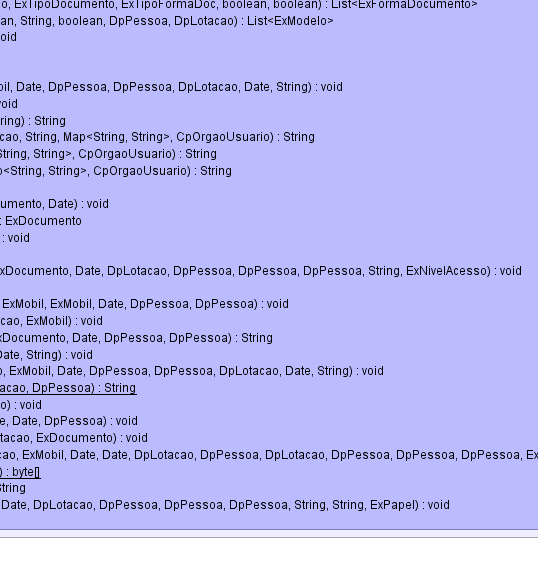 o, ExTipoDocumento, ExTipoFormaDoc, boolean, boolean) : List<ExFormaDocumento>
an, String, boolean, DpPessoa, DpLotacao) : List<ExModelo>
oid
bil, Date, DpPessoa, DpPessoa, DpLotacao, Date, String) : void
void
ring) : String
cao, String, Map<String, String>, CpOrgaoUsuario) : String
String, String>, CpOrgaoUsuario) : String
p<String, String>, CpOrgaoUsuario) : String
umento, Date) : void
: ExDocumento
: void
xDocumento, Date, DpLotacao, DpPessoa, DpPessoa, DpPessoa, String, ExNivelAcesso) : void
ExMobil, ExMobil, Date, DpPessoa, DpPessoa) : void
cao, ExMobil) : void
xDocumento, Date, DpPessoa, DpPessoa) : String
Date, String) : void
o, ExMobil, Date, DpPessoa, DpPessoa, DpLotacao, Date, String) : void
acao, DpPessoa) : String
o) : void
e, Date, DpPessoa) : void
tacao, ExDocumento) : void
cao, ExMobil, Date, Date, DpLotacao, DpPessoa, DpLotacao, DpPessoa, DpPessoa, DpPessoa, Ex
) : byte[]
String
Date, DpLotacao, DpPessoa, DpPessoa, DpPessoa, String, String, ExPapel) : void